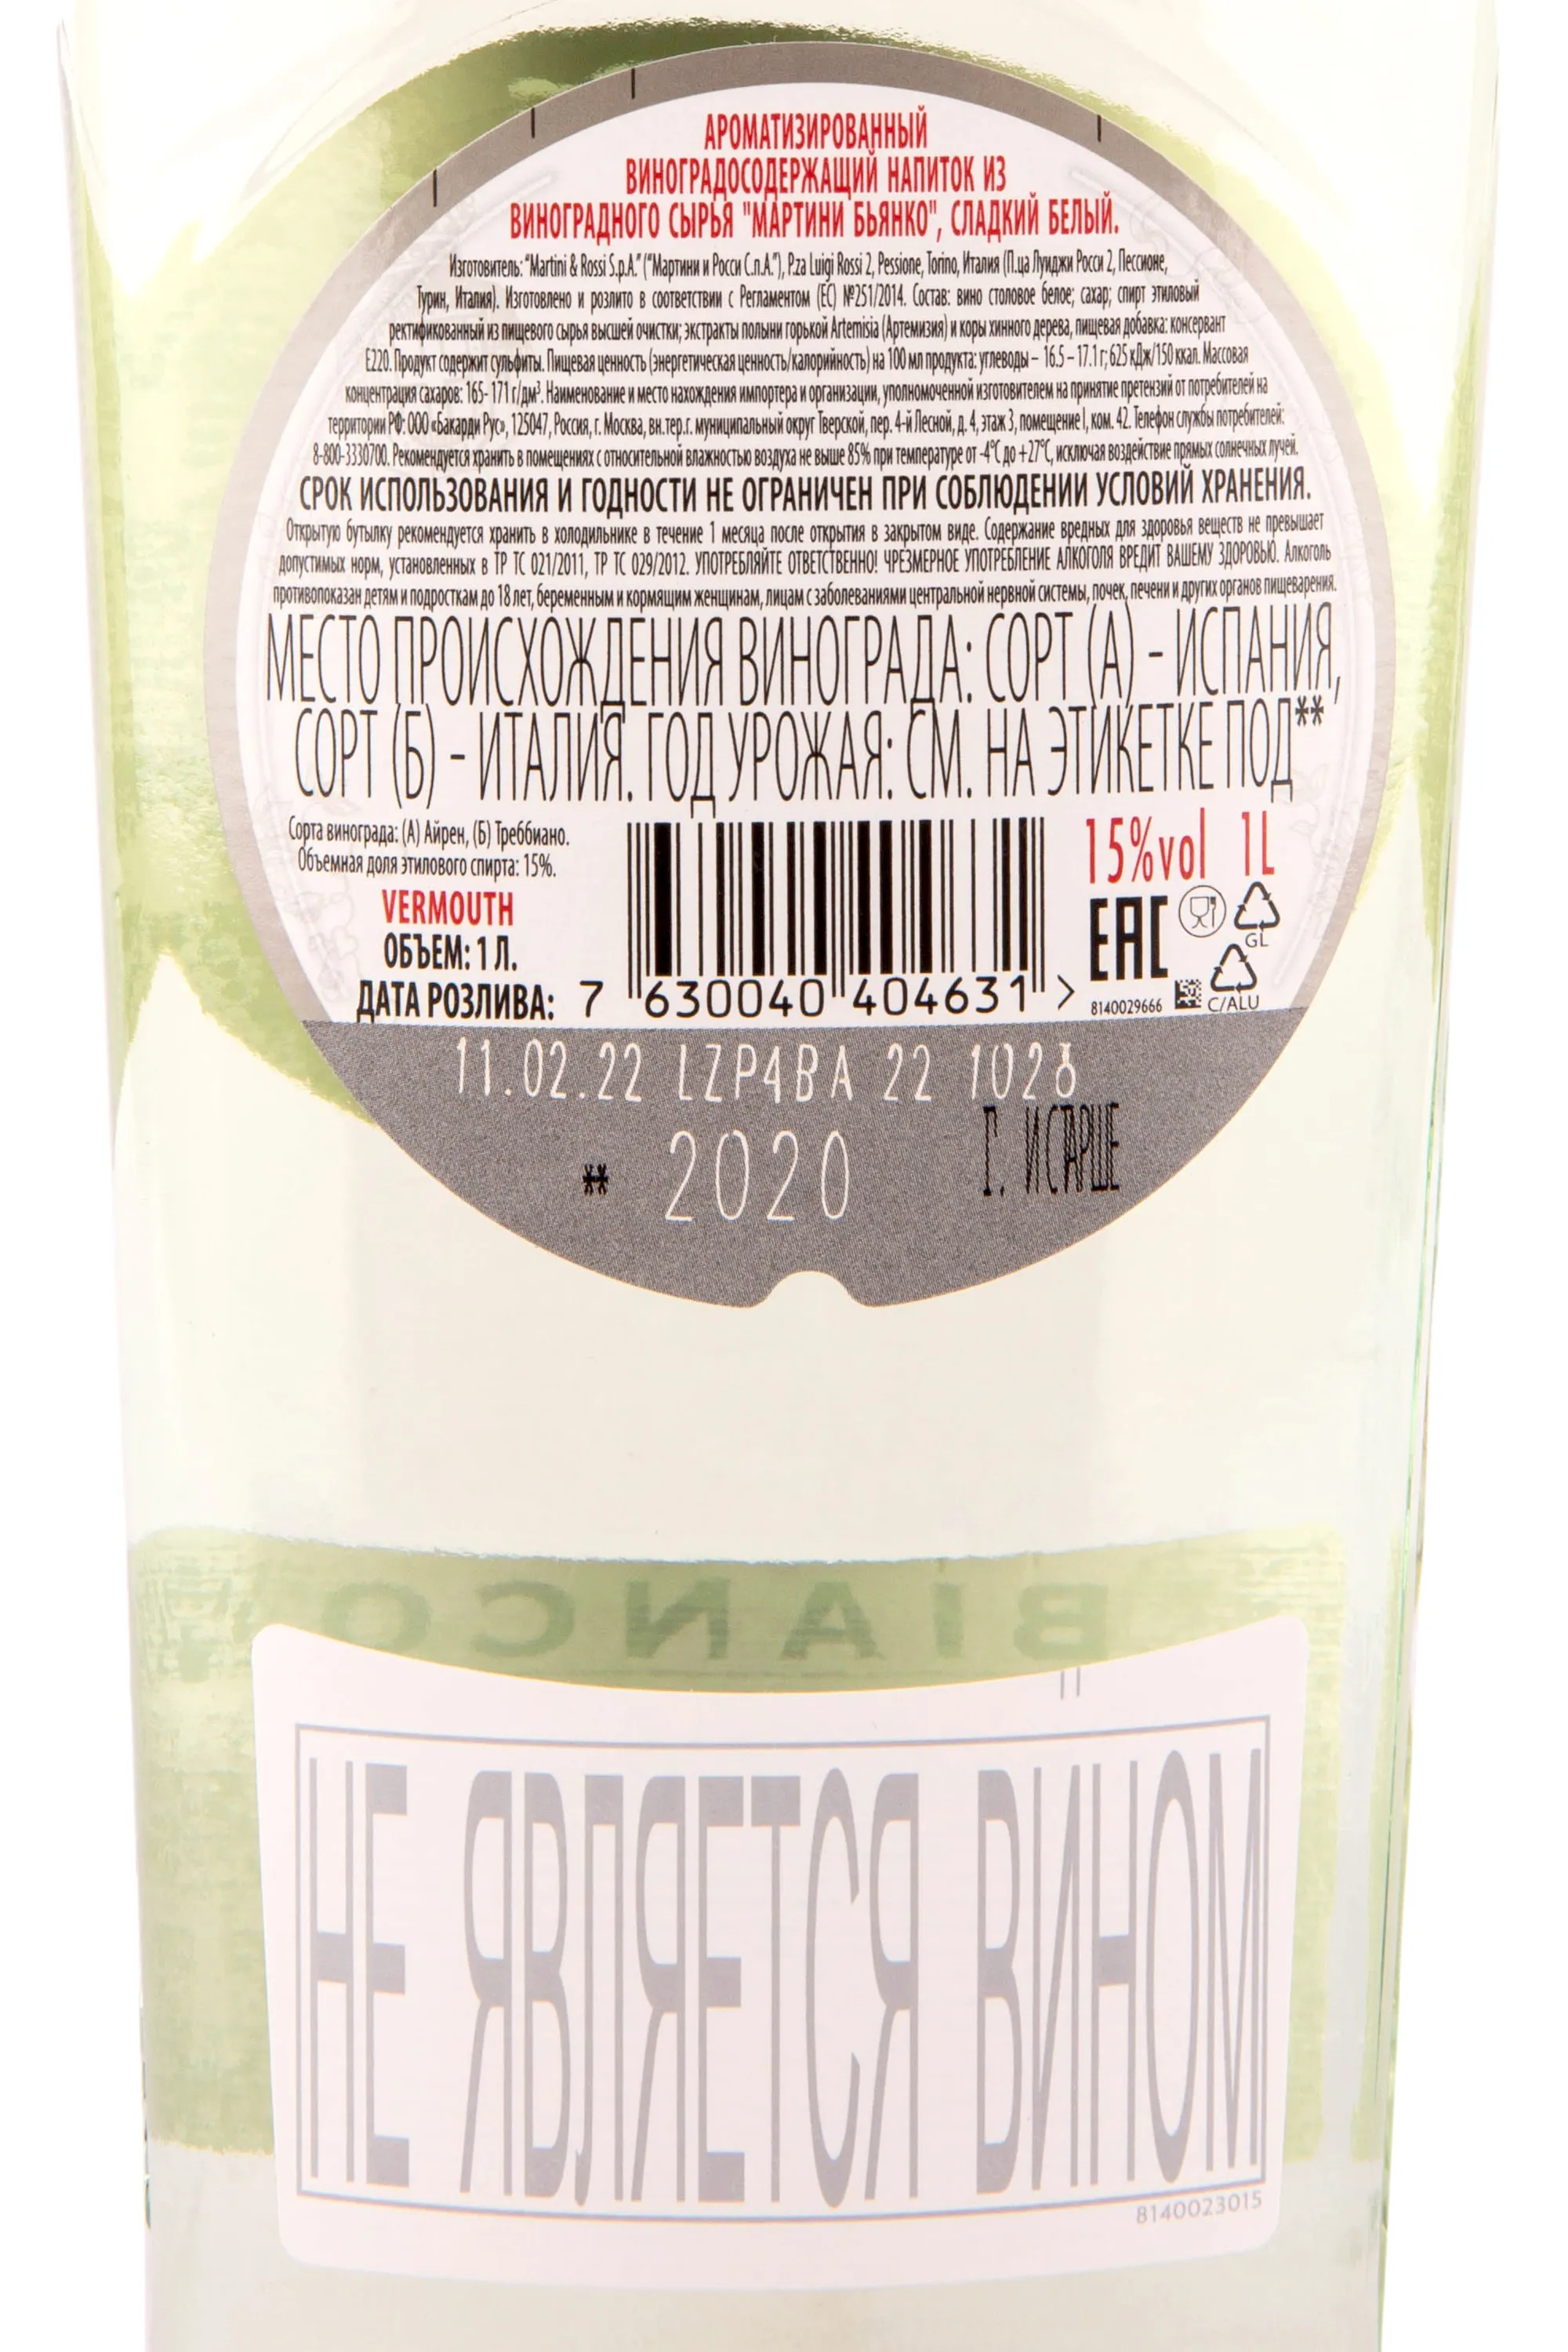 АРОМАТИЗИРОВАННЫЙ
ВИНОГРАДОСОДЕРЖАЩИЙ НАПИТОК ИЗ
ВИНОГРАДНОГО СЫРЬЯ "МАРТИНИ БЬЯНКО", СЛАДКИЙ БЕЛЫЙ.
Изготовитель: "Martini & Rossi S.p.A." ("Мартини и Росси С.п.А."), P.za Luigi Rossi 2, Pessione, Torino, Италия (П.ца Луиджи Росси 2, Пессионе,
Турин, Италия). Изготовлено и розлито в соответствии с Регламентом (ЕС) №251/2014. Состав: вино столовое белое; сахар; спирт этиловый
ректификованный из пищевого сырья высшей очистки; экстракты полыни горькой Artemisia (Артемизия) и коры хинного дерева, пищевая добавка: консервант
Е220. Продукт содержит сульфиты. Пищевая ценность (энергетическая ценность/калорийность) на 100 мл продукта: углеводы – 16.5 – 17.1 г; 625 кДж/150 ккал. Массовая
концентрация сахаров: 165- 171 г/дм³. Наименование и место нахождения импортера и организации, уполномоченной изготовителем на принятие претензий от потребителей на
территории РФ: ООО «Бакарди Рус», 125047, Россия, г. Москва, вн.тер.г. муниципальный округ Тверской, пер. 4-й Лесной, д. 4, этаж 3, помещение I, ком. 42. Телефон службы потребителей:
8-800-3330700. Рекомендуется хранить в помещениях с относительной влажностью воздуха не выше 85% при температуре от -4°C до +27°C, исключая воздействие прямых солнечных лучей.
СРОК ИСПОЛЬЗОВАНИЯ И ГОДНОСТИ НЕ ОГРАНИЧЕН ПРИ СОБЛЮДЕНИИ УСЛОВИЙ ХРАНЕНИЯ.
Открытую бутылку рекомендуется хранить в холодильнике в течение 1 месяца после открытия в закрытом виде. Содержание вредных для здоровья веществ не превышает
допустимых норм, установленных в ТР ТС 021/2011, ТР ТС 029/2012. УПОТРЕБЛЯЙТЕ ОТВЕТСТВЕННО! ЧРЕЗМЕРНОЕ УПОТРЕБЛЕНИЕ АЛКОГОЛЯ ВРЕДИТ ВАШЕМУ ЗДОРОВЬЮ. Алкоголь
противопоказан детям и подросткам до 18 лет, беременным и кормящим женщинам, лицам с заболеваниями центральной нервной системы, почек, печени и других органов пищеварения.
МЕСТО ПРОИСХОЖДЕНИЯ ВИНОГРАДА: СОРТ (А) – ИСПАНИЯ,
СОРТ (Б) – ИТАЛИЯ. ГОД УРОЖАЯ: СМ. НА ЭТИКЕТКЕ ПОД**
Сорта винограда: (А) Айрен, (Б) Треббиано.
Объемная доля этилового спирта: 15%.
VERMOUTH
ОБЪЕМ: 1 Л.
ДАТА РОЗЛИВА:
7 630040 404631 >
15%vol 1L
EAC
GL
C/ALU
8140029666
11.02.22 LZP4BA 22 1028
** 2020
BIANCO
НЕ ЯВЛЯЕТСЯ ВИНОМ
8140023015